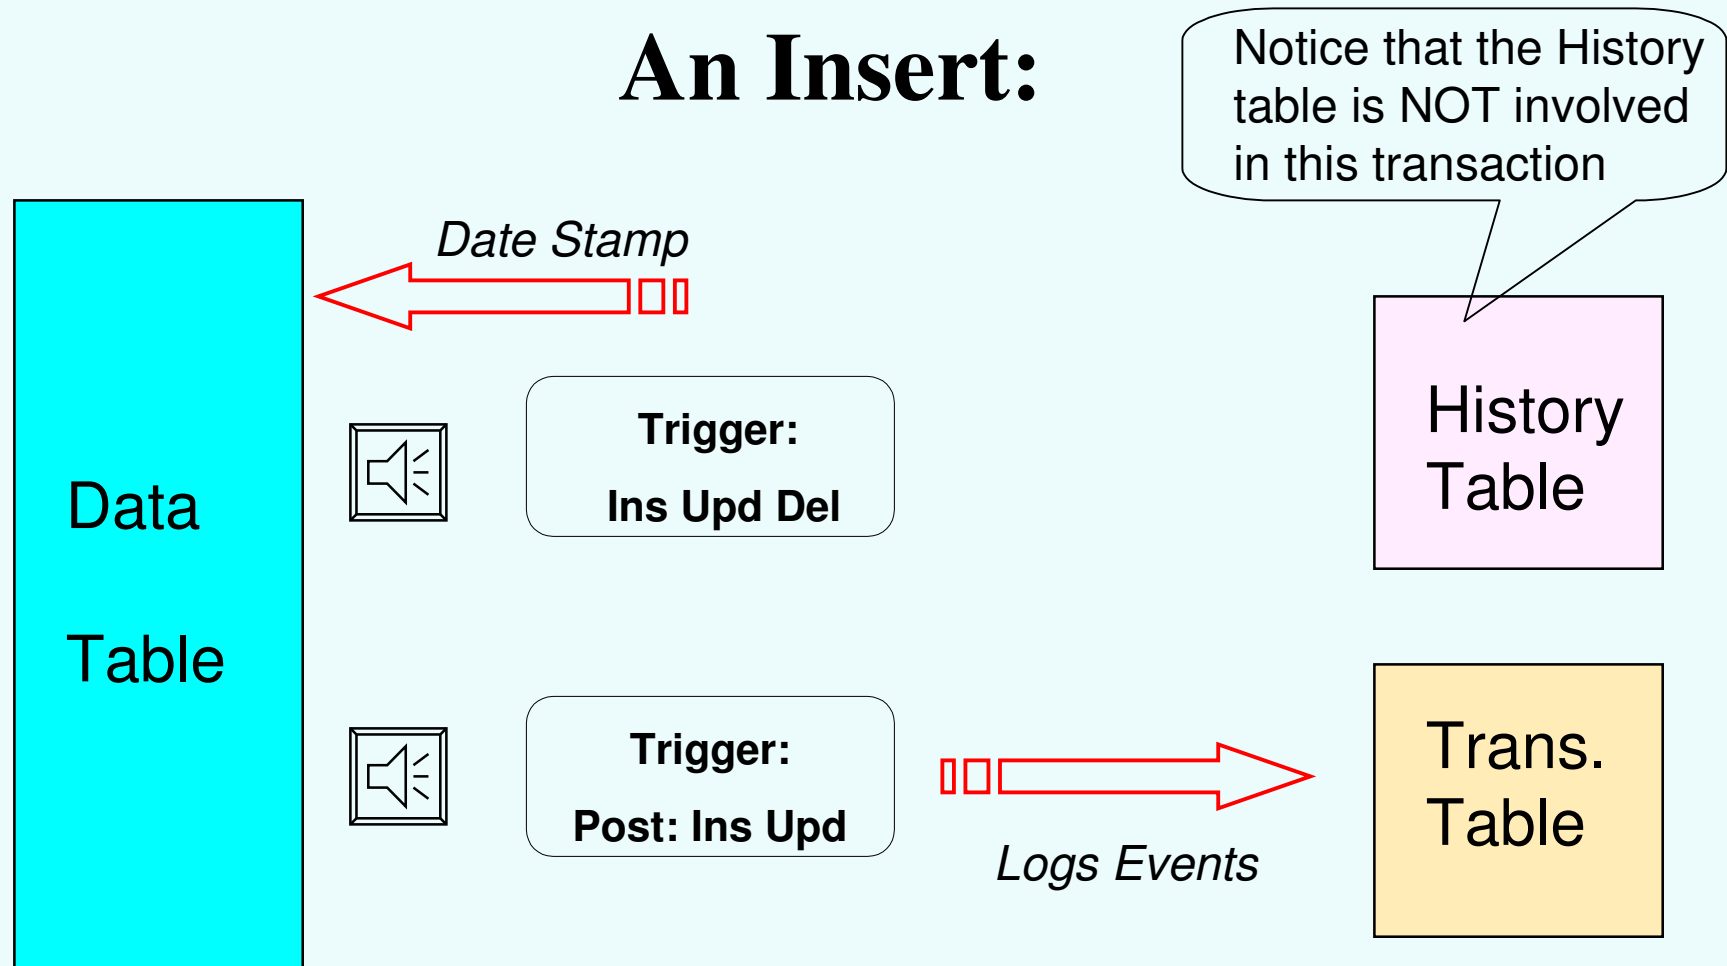 An Insert:
Notice that the History
table is NOT involved
in this transaction
Date Stamp
Trigger:
Ins Upd Del
History
Table
Data
Table
Trigger:
Post: Ins Upd
Logs Events
Trans.
Table